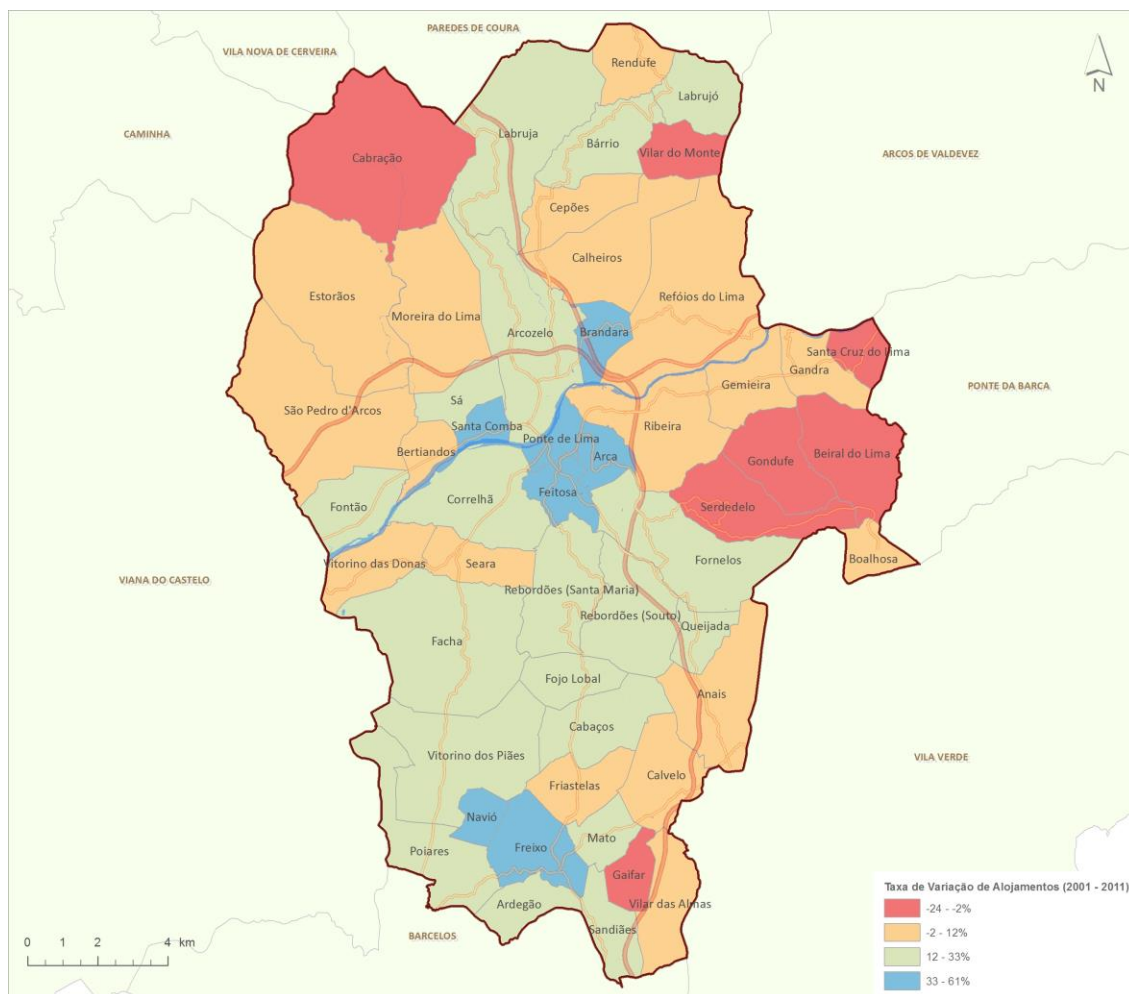 PAREDES DE COURA
VILA NOVA DE CERVEIRA
Rendufe
N
Labrujó
CAMINHA
Labruja
Bárrio
Cabração
Vilar do Monte
ARCOS DE VALDEVEZ
Cepões
Calheiros
Estorãos
Refóios do Lima
Moreira do Lima
Arcozelo
Brandara
Santa Cruz do Lima
Gandra
Gemieira
PONTE DA BARCA
Sá
São Pedro d'Arcos
Santa Comba
Ribeira
Ponte de Lima
Bertiandos
Arca
Beiral do Lima
Gondufe
Feitosa
Correlhã
Fontão
Serdedelo
Boalhosa
Vitorino das Donas
Seara
Fornelos
VIANA DO CASTELO
Rebordões (Santa Maria)
Rebordões (Souto)
Queijada
Facha
Fojo Lobal
Anais
Cabaços
Vitorino dos Piães
VILA VERDE
Friastelas
Calvelo
Navió
Mato
Freixo
Poiares
Gaifar
Ardegão
Vilar das Almas
Sandiães
BARCELOS
0 1 2 4 km
Taxa de Variação de Alojamentos (2001 - 2011)
-24 - -2%
-2 - 12%
12 - 33%
33 - 61%